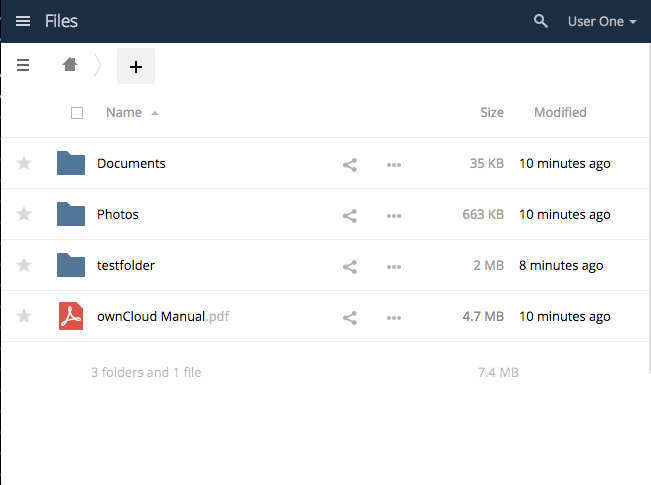 Files User One
+
Name Size Modified
Documents 35 KB 10 minutes ago
Photos 663 KB 10 minutes ago
testfolder 2 MB 8 minutes ago
ownCloud Manual.pdf 4.7 MB 10 minutes ago
3 folders and 1 file 7.4 MB